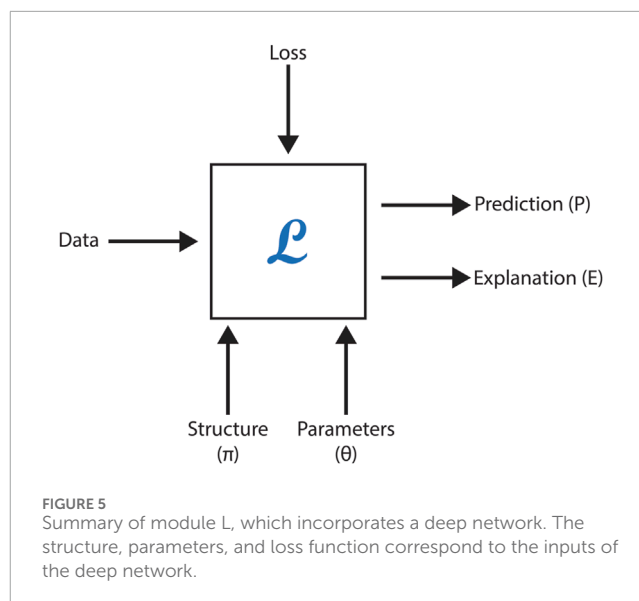 Loss
Data
ℒ
Prediction (P)
Explanation (E)
Structure
(π)
Parameters
(θ)
FIGURE 5
Summary of module L, which incorporates a deep network. The
structure, parameters, and loss function correspond to the inputs of
the deep network.